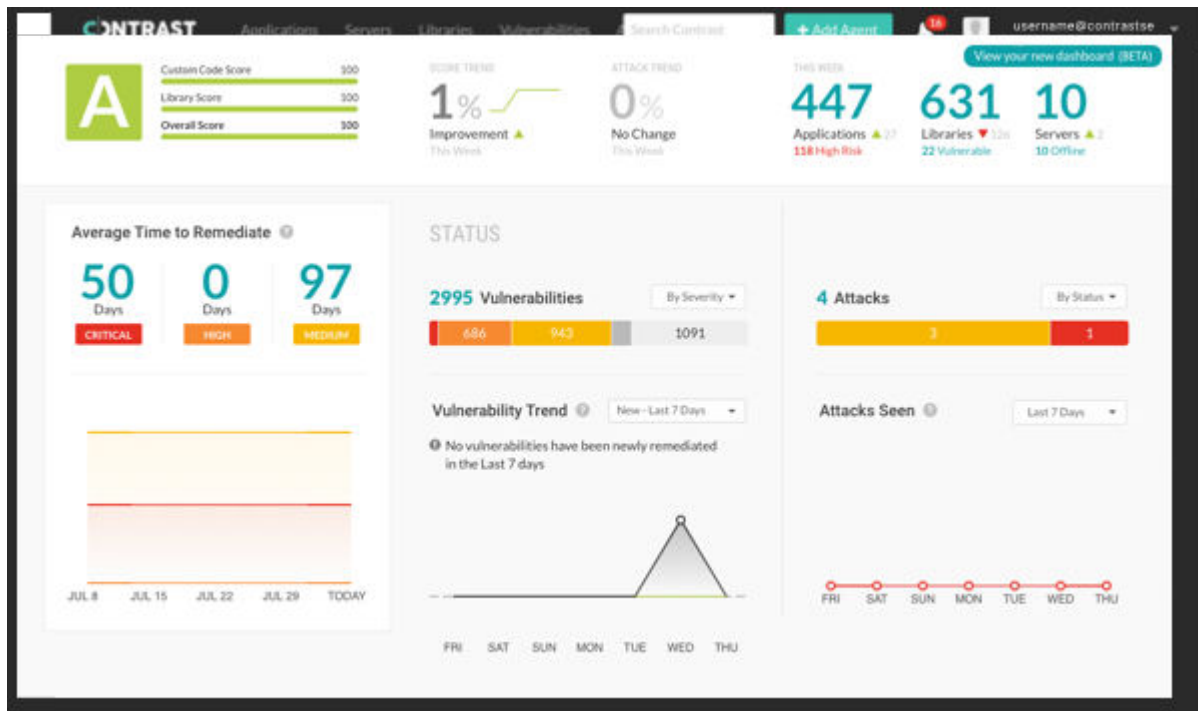 CONTRAST Applications Servers Libraries Vulnerabilities Search Contrast + Add Agent 16 username@contrastse
View your new dashboard (BETA)
A
Custom Code Score 100
Library Score 100
Overall Score 100
SCORE TREND
1%
Improvement
This Week
ATTACK TREND
0%
No Change
This Week
THIS WEEK
447
Applications 27
118 High Risk
631
Libraries
22 Vulnerable
10
Servers 2
10 Offline
Average Time to Remediate ?
50 0 97
Days Days Days
CRITICAL HIGH MEDIUM
JUL 8 JUL 15 JUL 22 JUL 29 TODAY
STATUS
2995 Vulnerabilities By Severity
686 943 1091
Vulnerability Trend ? New - Last 7 Days
No vulnerabilities have been newly remediated
in the Last 7 days
FRI SAT SUN MON TUE WED THU
4 Attacks By Status
3 1
Attacks Seen ? Last 7 Days
FRI SAT SUN MON TUE WED THU